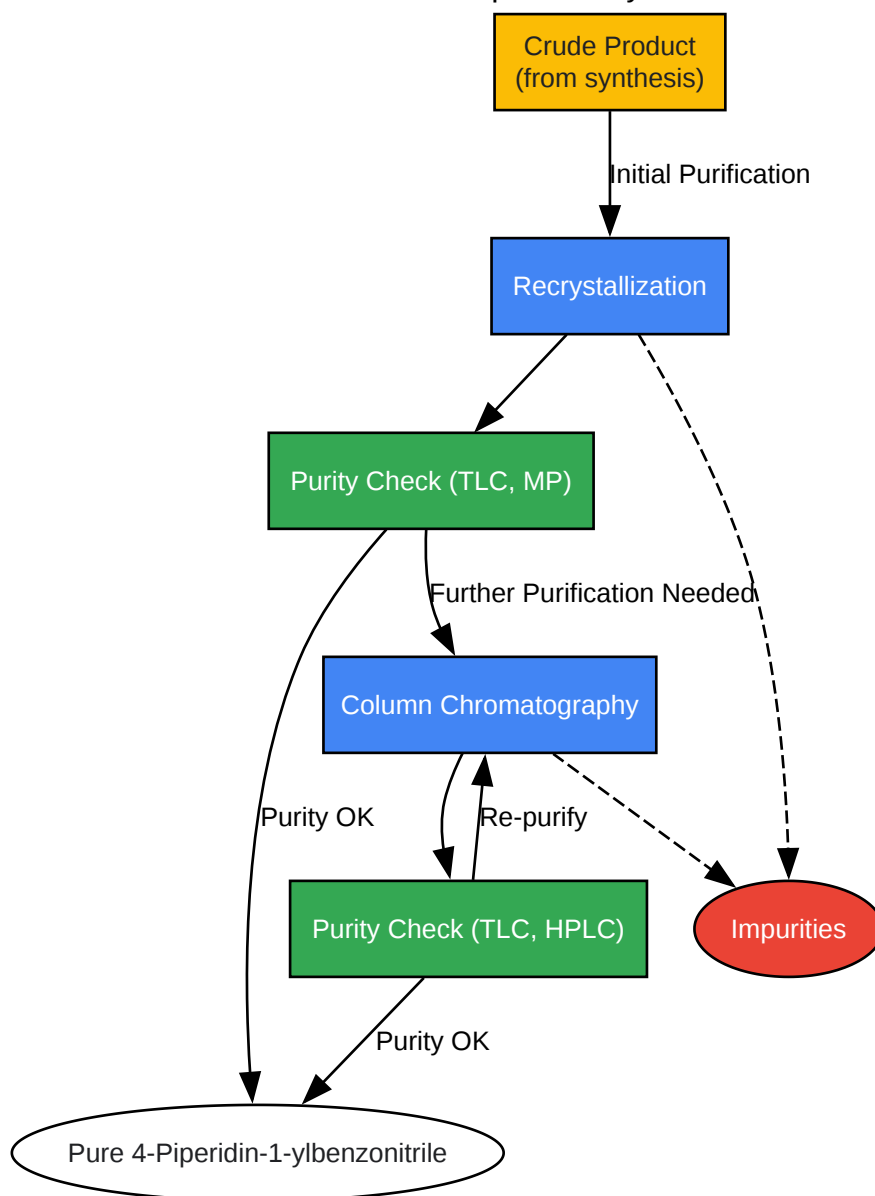 Crude Product
(from synthesis)
Initial Purification
Recrystallization
Purity Check (TLC, MP)
Further Purification Needed
Column Chromatography
Purity OK
Re-purify
Purity Check (TLC, HPLC)
Impurities
Purity OK
Pure 4-Piperidin-1-ylbenzonitrile